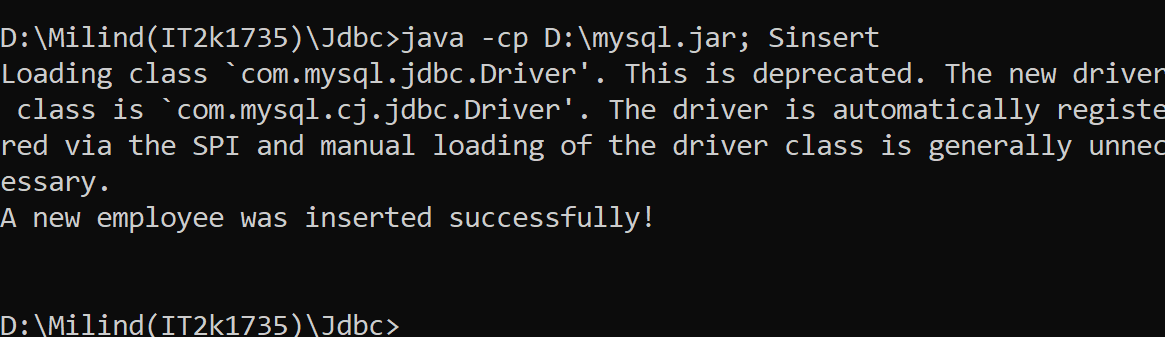 D:\Milind(IT2k1735)\Jdbc>java -cp D:\mysql.jar; Sinsert
Loading class `com.mysql.jdbc.Driver'. This is deprecated. The new driver
 class is `com.mysql.cj.jdbc.Driver'. The driver is automatically registe
red via the SPI and manual loading of the driver class is generally unnec
essary.
A new employee was inserted successfully!
D:\Milind(IT2k1735)\Jdbc>